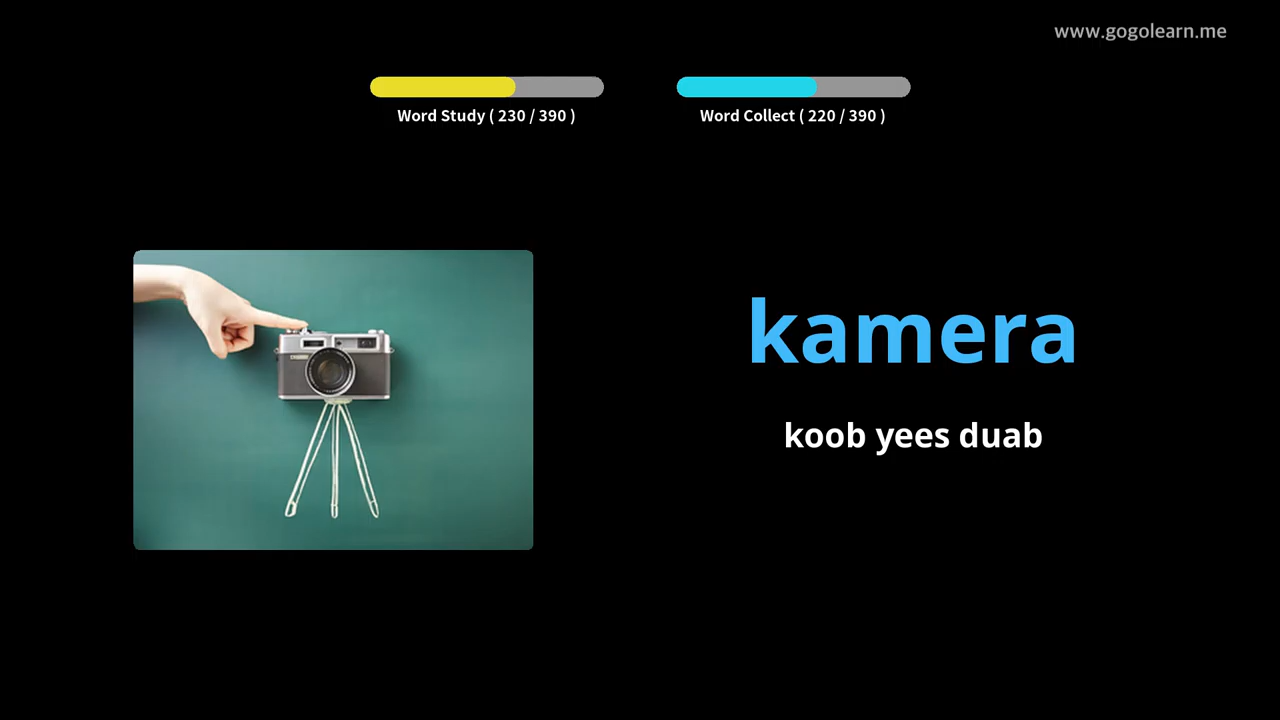 www.gogolearn.me
Word Study ( 230 / 390 )
Word Collect ( 220 / 390 )
kamera
koob yees duab